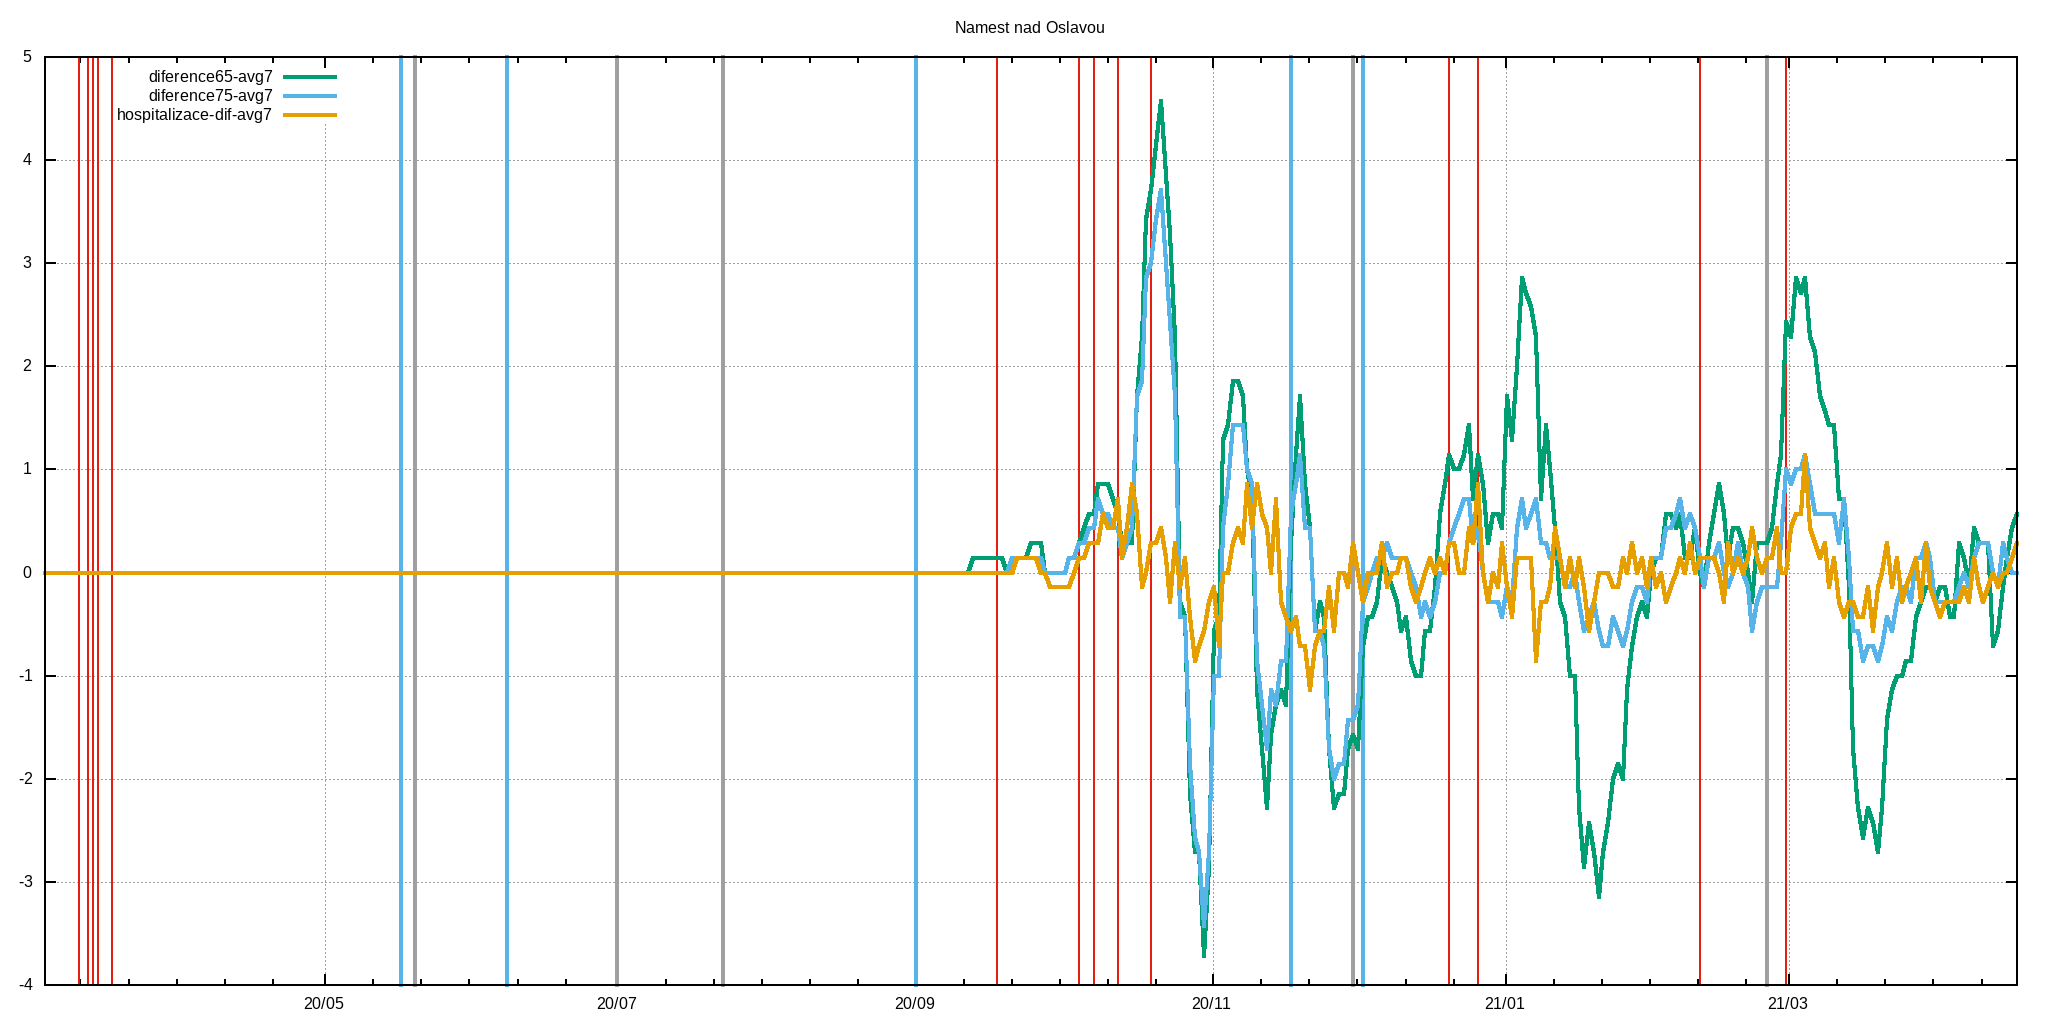 Namest nad Oslavou
5
diference65-avg7
diference75-avg7
hospitalizace-dif-avg7
4
3
2
1
0
-1
-2
-3
-4
20/05 20/07 20/09 20/11 21/01 21/03